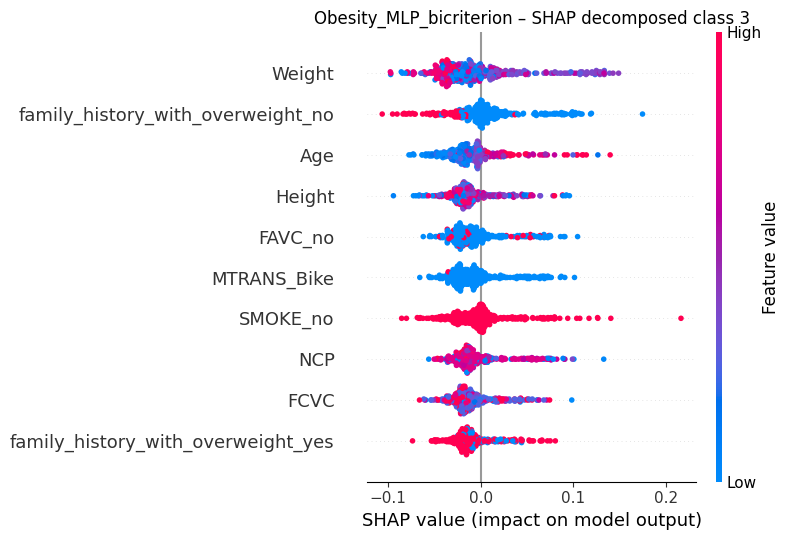 Obesity_MLP_bicriterion – SHAP decomposed class 3
High
Weight
family_history_with_overweight_no
Age
Height
FAVC_no
MTRANS_Bike
SMOKE_no
NCP
FCVC
family_history_with_overweight_yes
Feature value
Low
−0.1 0.0 0.1 0.2
SHAP value (impact on model output)